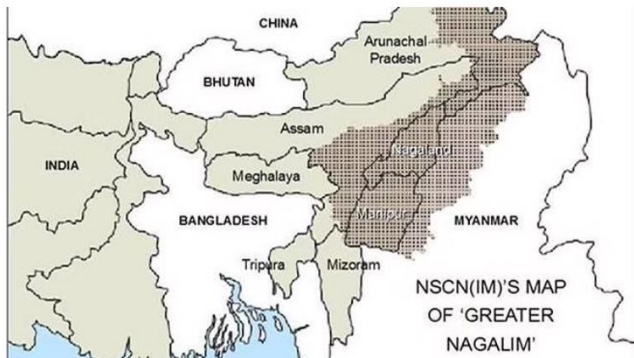 CHINA
Arunachal
Pradesh
BHUTAN
Assam
Nagaland
INDIA
Meghalaya
BANGLADESH
Manipur
MYANMAR
Tripura
Mizoram
NSCN(IM)'S MAP
OF 'GREATER
NAGALIM'